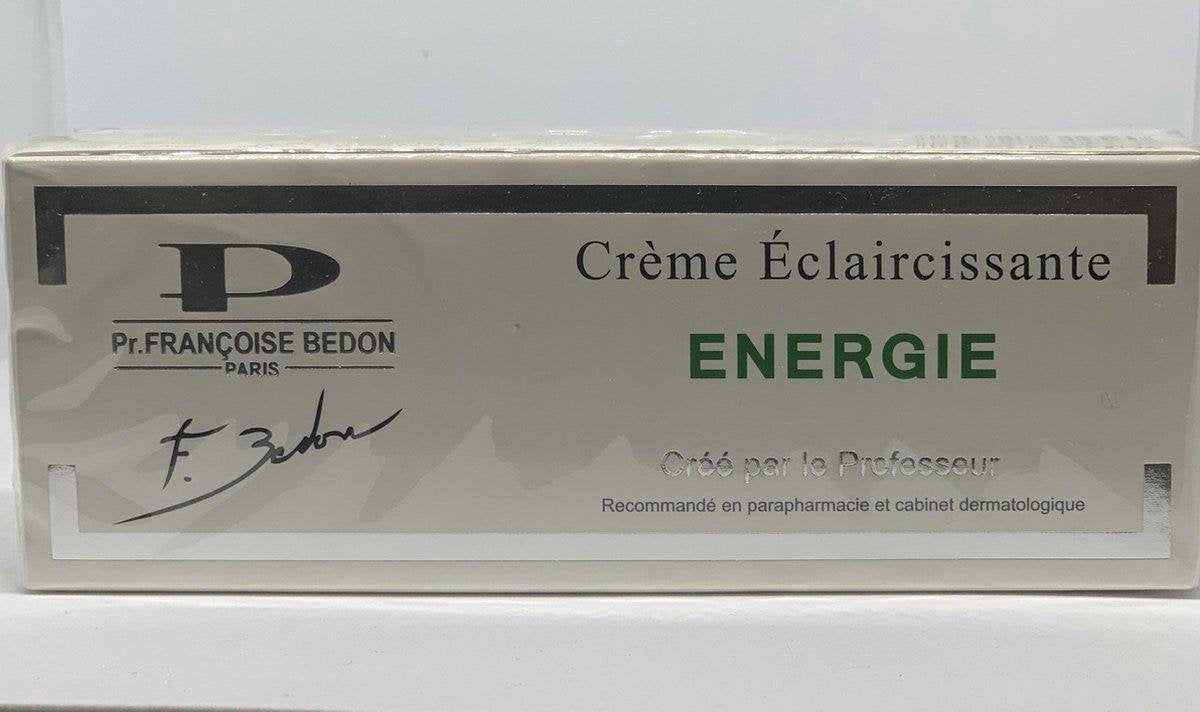 P
Pr.FRANÇOISE BEDON
PARIS
F. Bedon
Crème Éclaircissante
ENERGIE
Créé par le Professeur
Recommandé en parapharmacie et cabinet dermatologique